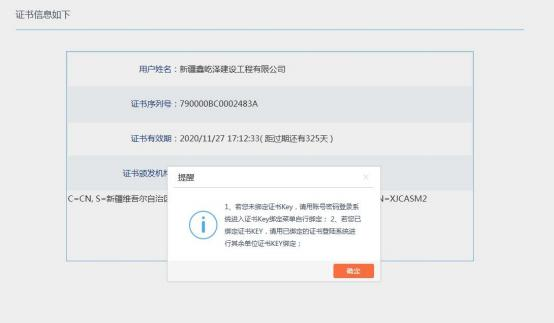 证书信息如下
用户姓名：新疆鑫屹泽建设工程有限公司
证书序列号：790000BC0002483A
证书有效期：2020/11/27 17:12:33( 距过期还有325天 )
证书颁发机
C=CN, S=新疆维吾尔自治区
N=XJCASM2
提醒
1、若您未绑定证书Key，请用账号密码登录系
统进入证书Key绑定菜单自行绑定； 2、若您已
绑定证书KEY，请用已绑定的证书登陆系统进
行其余单位证书KEY绑定；
确定